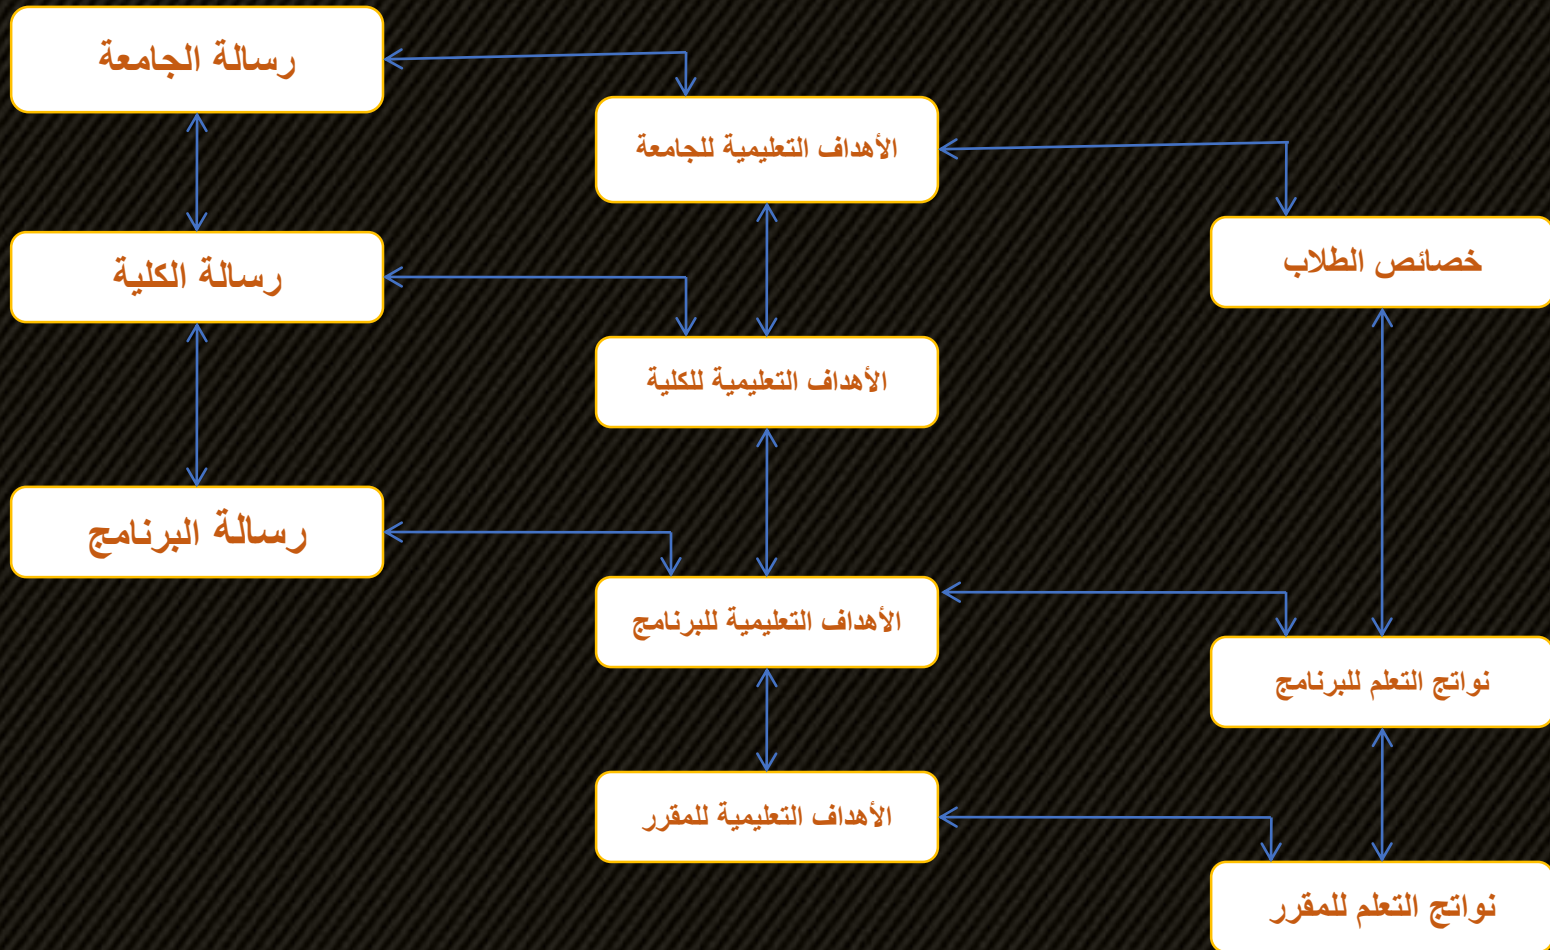 رسالة الجامعة
الأهداف التعليمية للجامعة
خصائص الطلاب
رسالة الكلية
الأهداف التعليمية للكلية
رسالة البرنامج
الأهداف التعليمية للبرنامج
نواتج التعلم للبرنامج
الأهداف التعليمية للمقرر
نواتج التعلم للمقرر